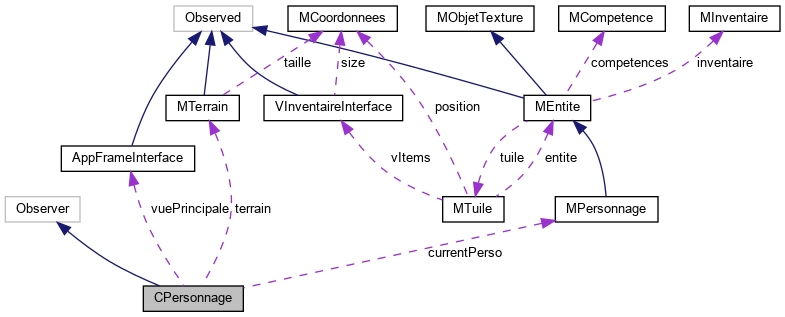 Observed
MCoordonnees
MObjetTexture
MCompetence
MInventaire
taille
size
competences
inventaire
MTerrain
VInventaireInterface
position
MEntite
AppFrameInterface
vItems
tuile
entite
Observer
vuePrincipale
terrain
MTuile
MPersonnage
currentPerso
CPersonnage